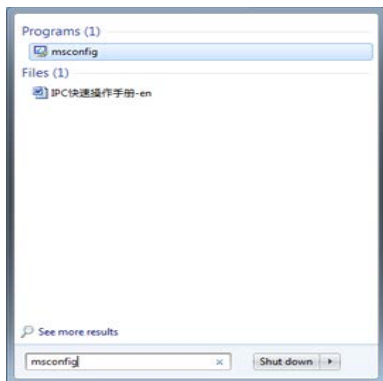 Programs (1)
msconfig
Files (1)
IPC快速操作手册-en
See more results
msconfig
Shut down